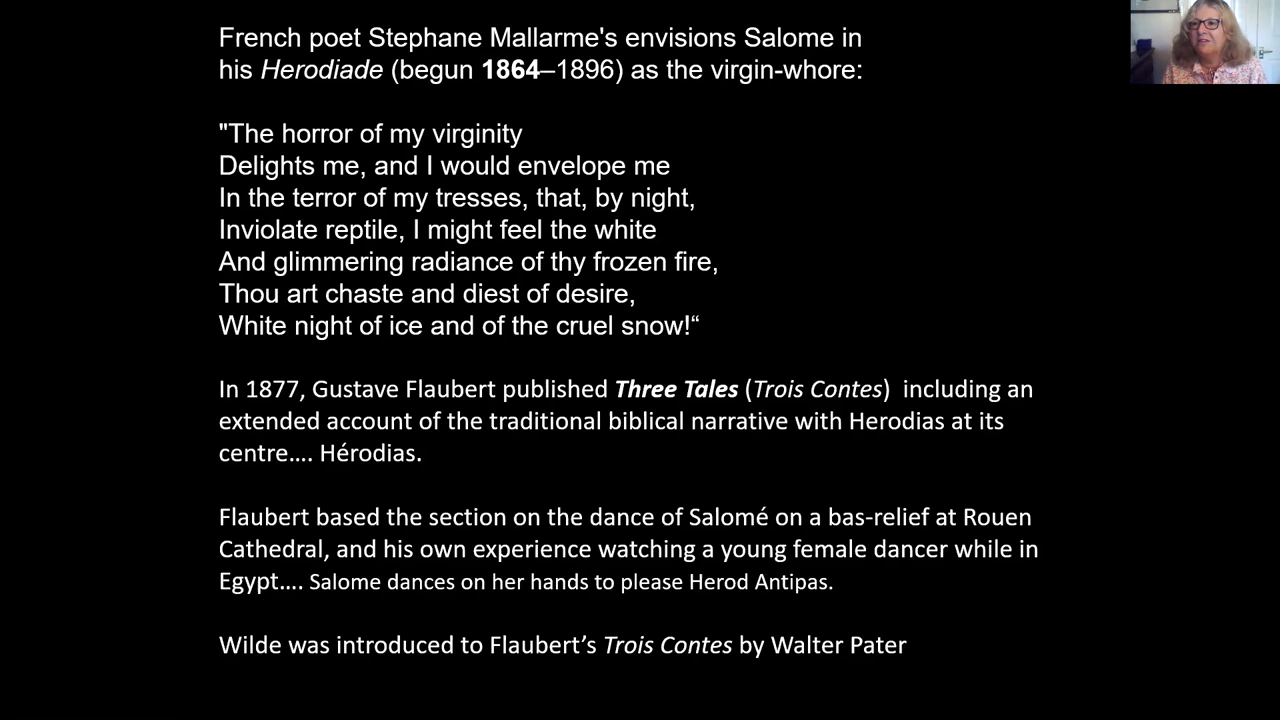 French poet Stephane Mallarme's envisions Salome in
his Herodiade (begun 1864–1896) as the virgin-whore:
"The horror of my virginity
Delights me, and I would envelope me
In the terror of my tresses, that, by night,
Inviolate reptile, I might feel the white
And glimmering radiance of thy frozen fire,
Thou art chaste and diest of desire,
White night of ice and of the cruel snow!“
In 1877, Gustave Flaubert published Three Tales (Trois Contes)  including an
extended account of the traditional biblical narrative with Herodias at its
centre…. Hérodias.
Flaubert based the section on the dance of Salomé on a bas-relief at Rouen
Cathedral, and his own experience watching a young female dancer while in
Egypt…. Salome dances on her hands to please Herod Antipas.
Wilde was introduced to Flaubert’s Trois Contes by Walter Pater